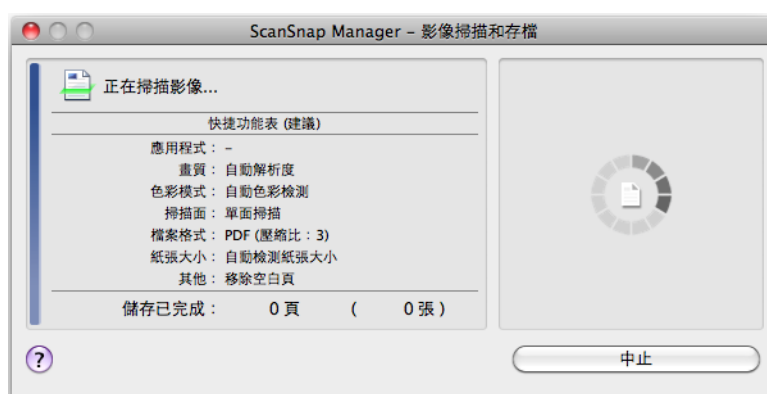 ScanSnap Manager – 影像掃描和存檔
正在掃描影像...
快捷功能表 (建議)
應用程式： –
畫質： 自動解析度
色彩模式： 自動色彩檢測
掃描面： 單面掃描
檔案格式： PDF (壓縮比：3)
紙張大小： 自動檢測紙張大小
其他： 移除空白頁
儲存已完成： 0 頁 ( 0 張 )
? 中止